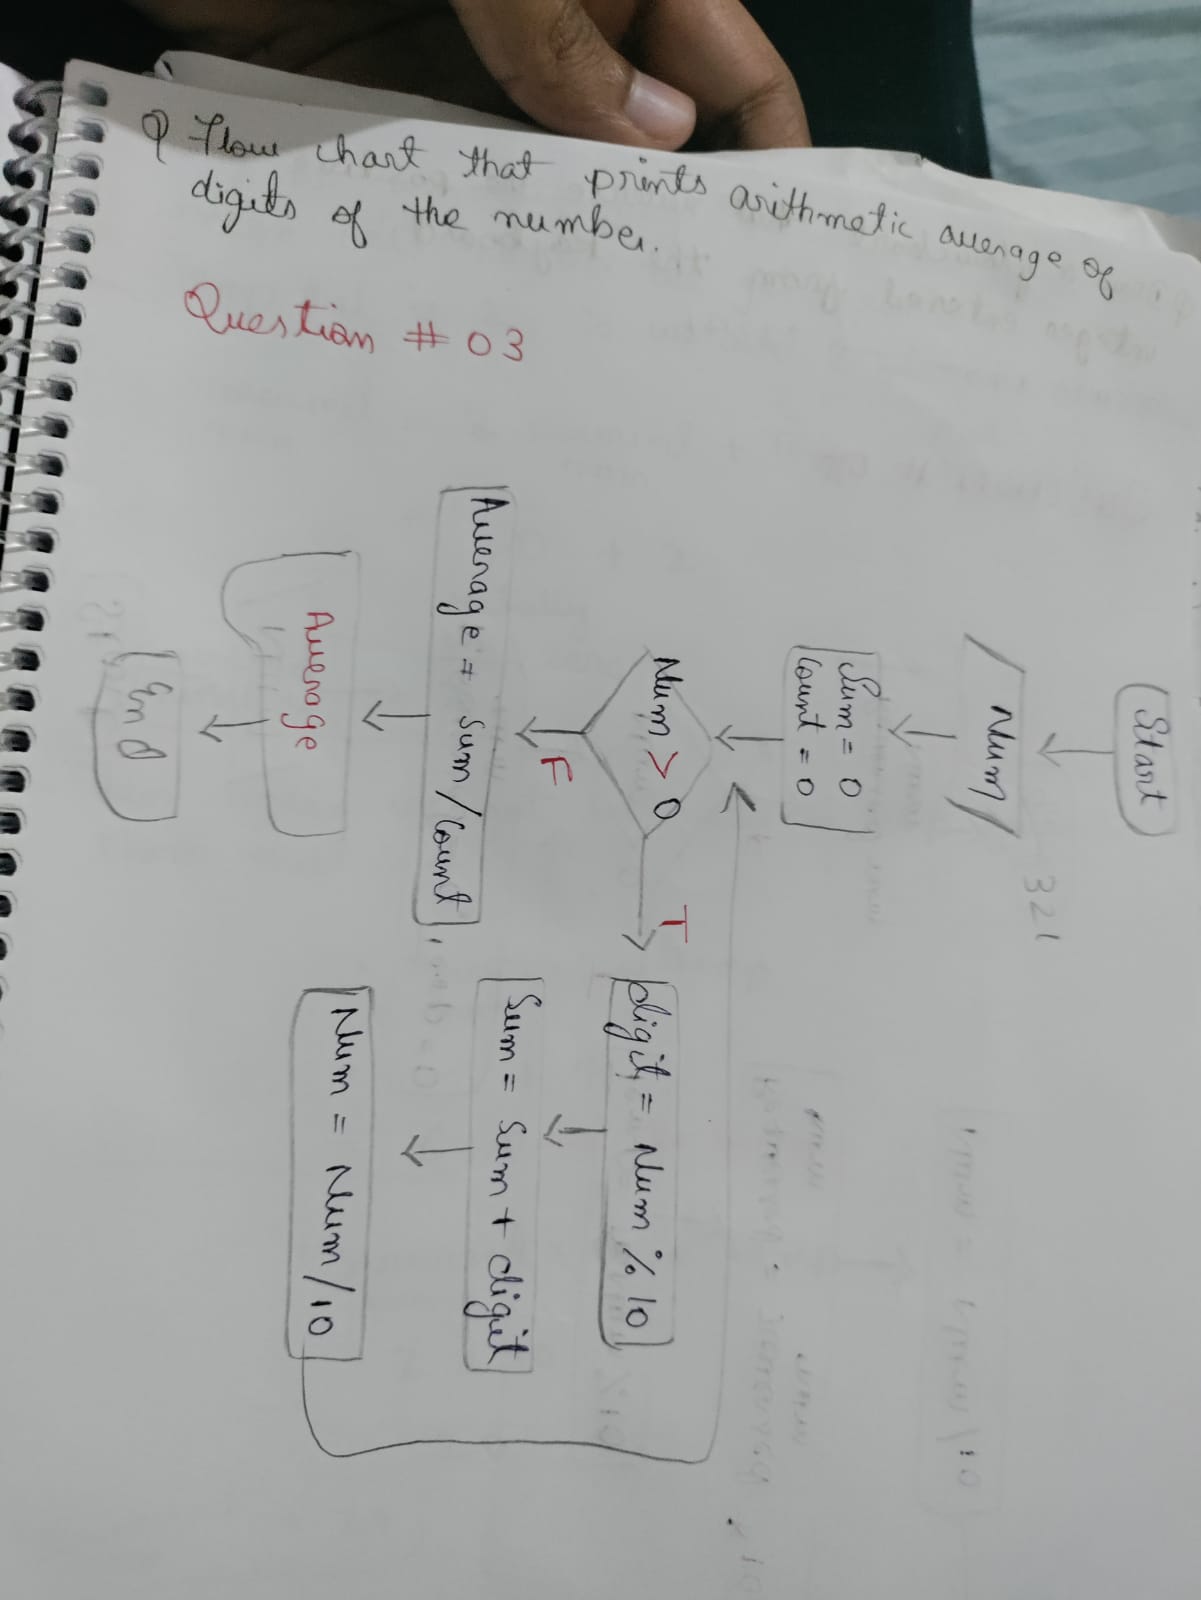 Q Flow chart that prints arithmetic average of
digits of the number.
Question # 03
Start
Num
321
Sum = 0
Count = 0
Num > 0
T
F
digit = Num % 10
Sum = Sum + digit
Num = Num/10
Average = Sum/Count
Average
End